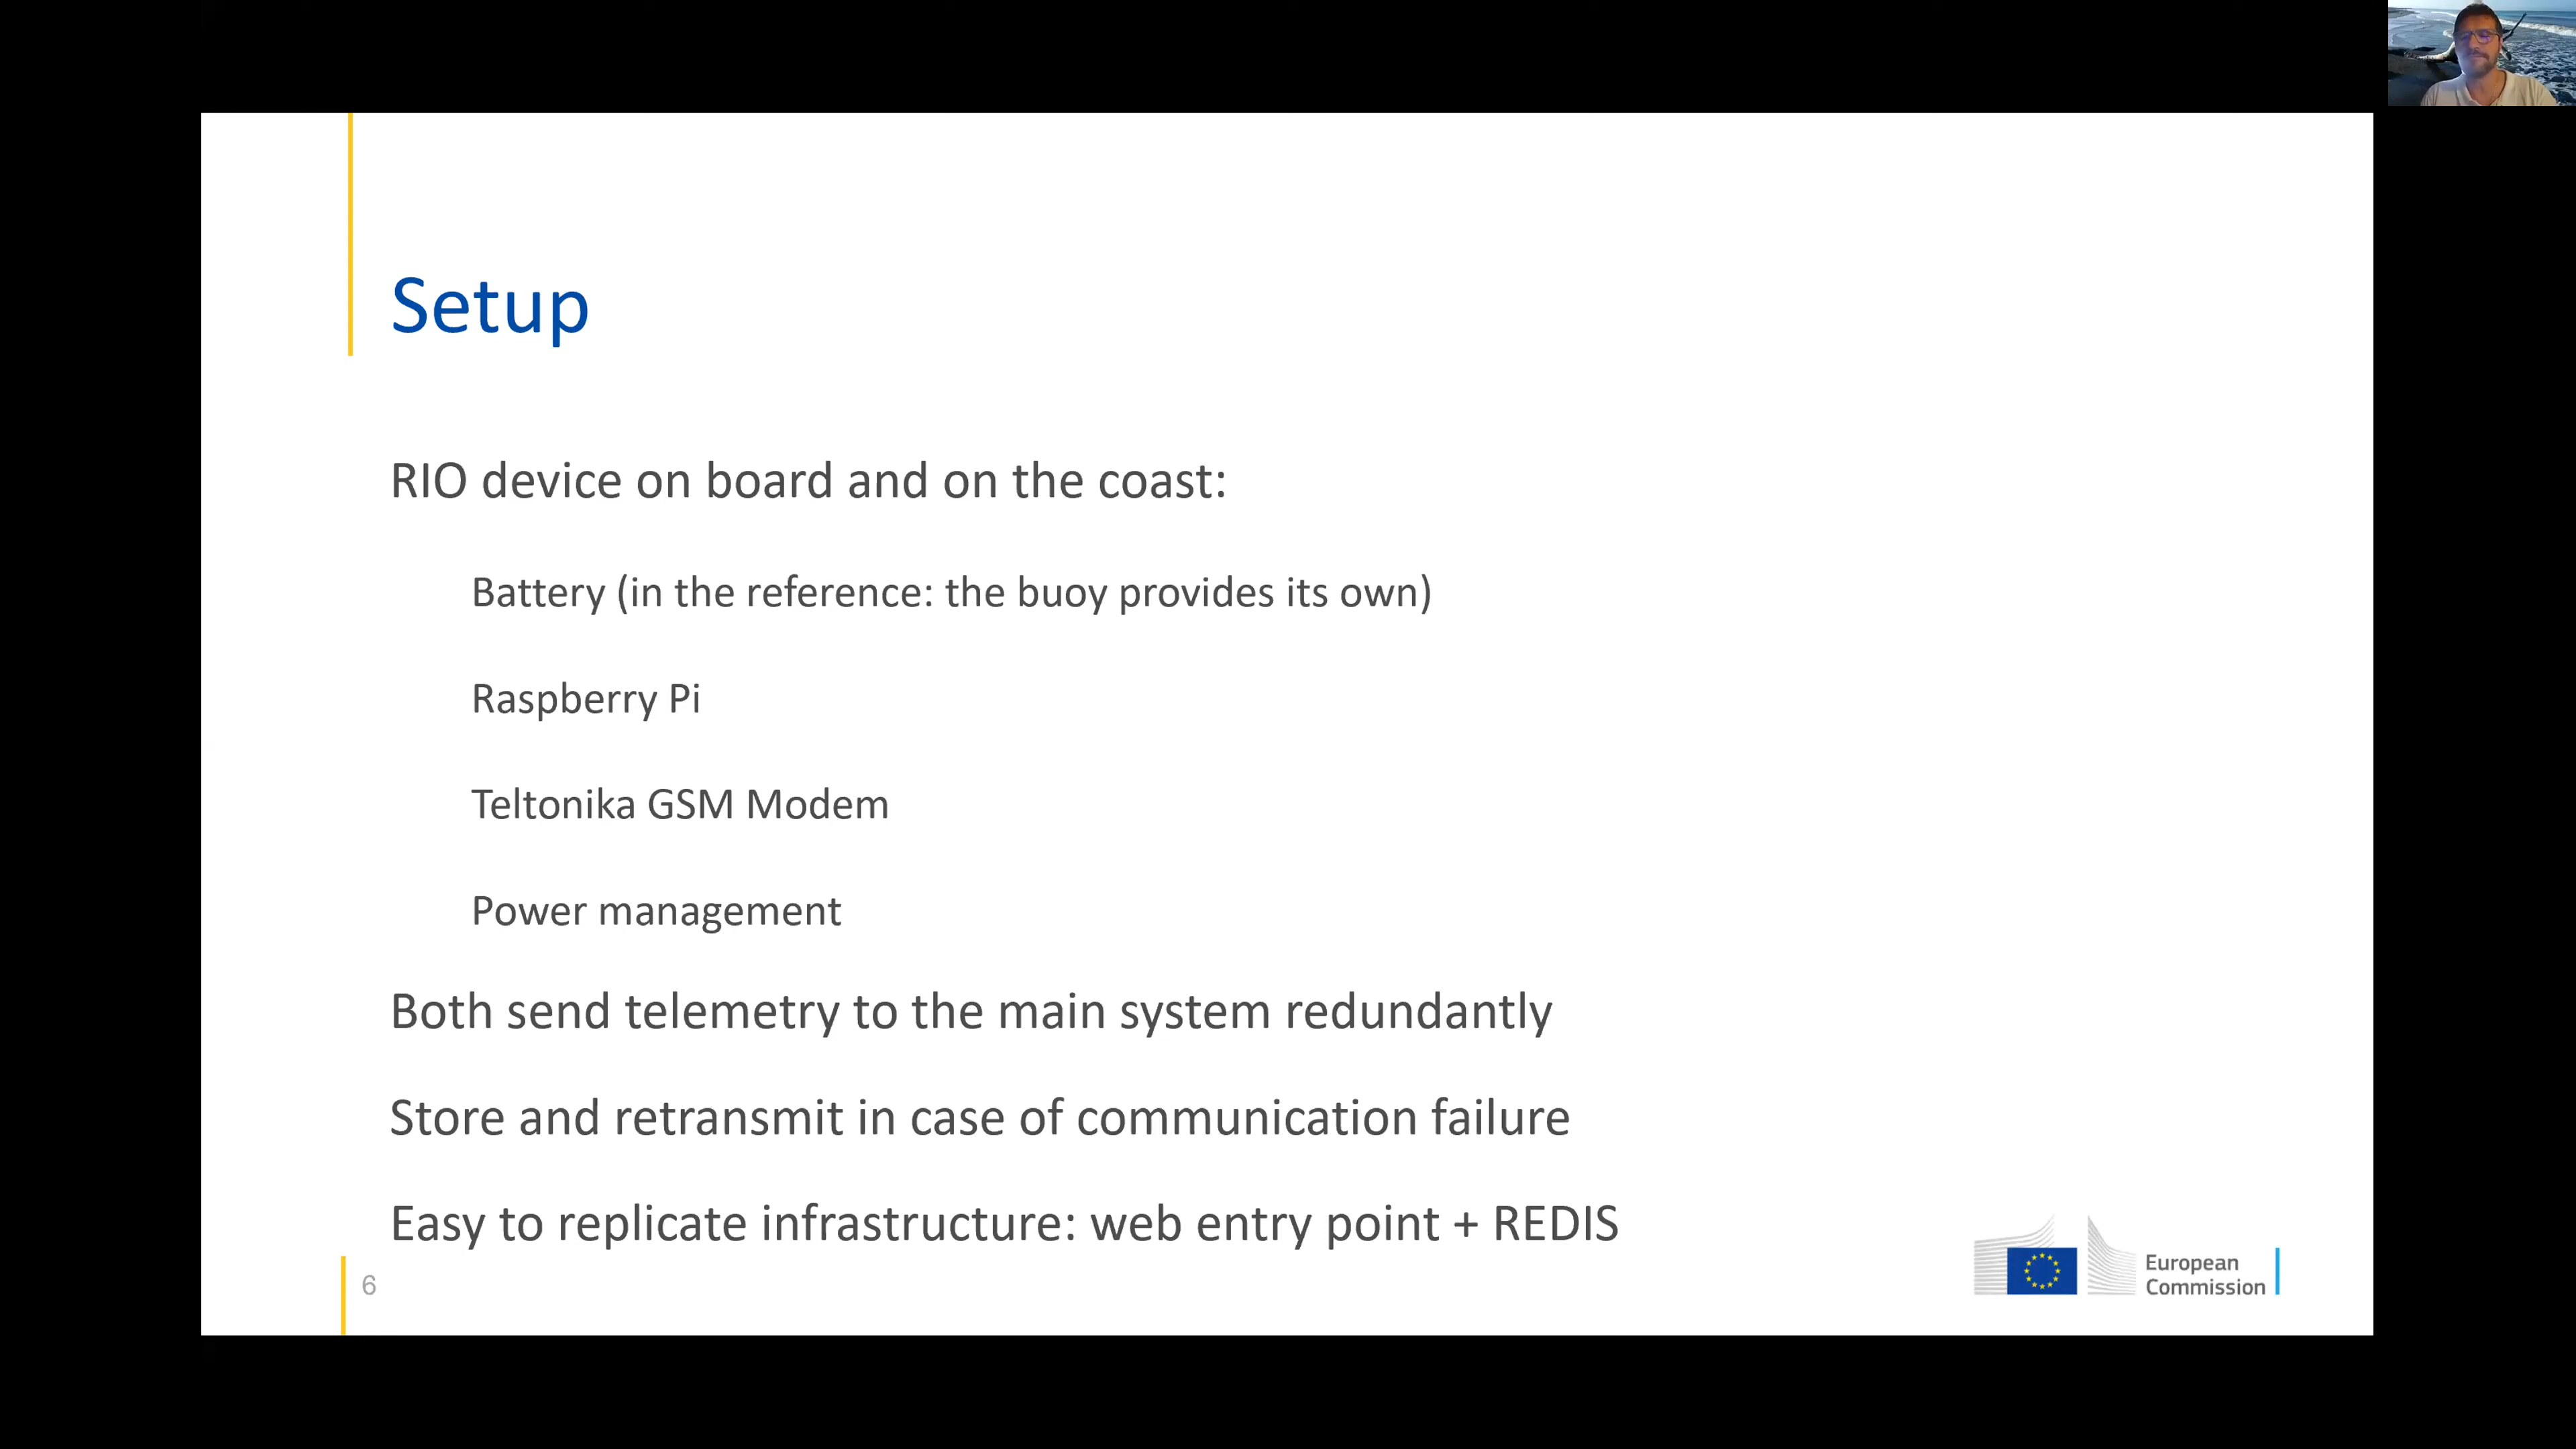 Setup
RIO device on board and on the coast:
Battery (in the reference: the buoy provides its own)
Raspberry Pi
Teltonika GSM Modem
Power management
Both send telemetry to the main system redundantly
Store and retransmit in case of communication failure
Easy to replicate infrastructure: web entry point + REDIS
6
European
Commission